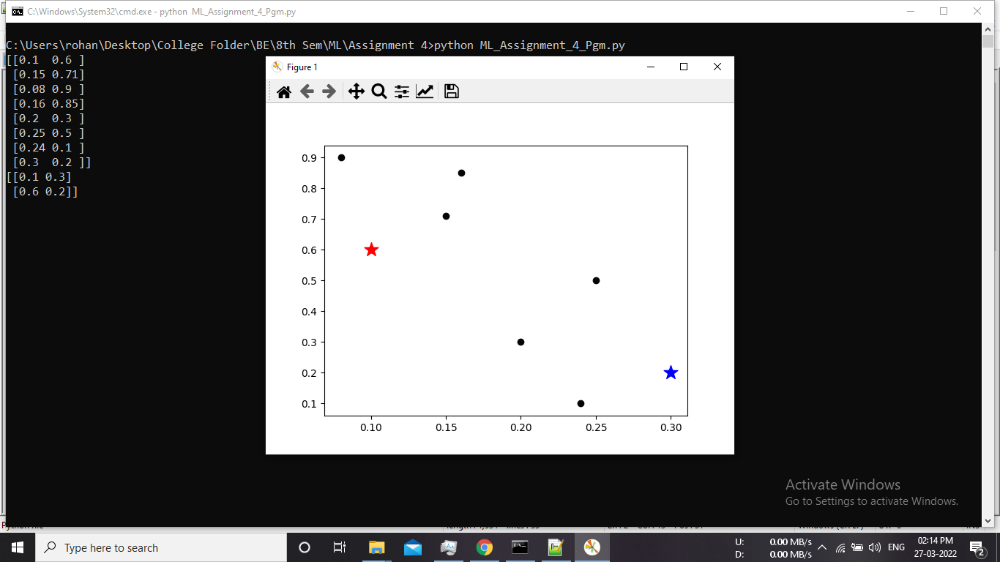 C:\Windows\System32\cmd.exe - python ML_Assignment_4_Pgm.py
C:\Users\rohan\Desktop\College Folder\BE\8th Sem\ML\Assignment 4>python ML_Assignment_4_Pgm.py
[[0.1  0.6 ]
 [0.15 0.71]
 [0.08 0.9 ]
 [0.16 0.85]
 [0.2  0.3 ]
 [0.25 0.5 ]
 [0.24 0.1 ]
 [0.3  0.2 ]]
[[0.1 0.3]
 [0.6 0.2]]
Figure 1
0.9
0.8
0.7
0.6
0.5
0.4
0.3
0.2
0.1
0.10 0.15 0.20 0.25 0.30
Activate Windows
Go to Settings to activate Windows.
Type here to search
U: 0.00 MB/s
D: 0.00 MB/s
ENG
02:14 PM
27-03-2022
2